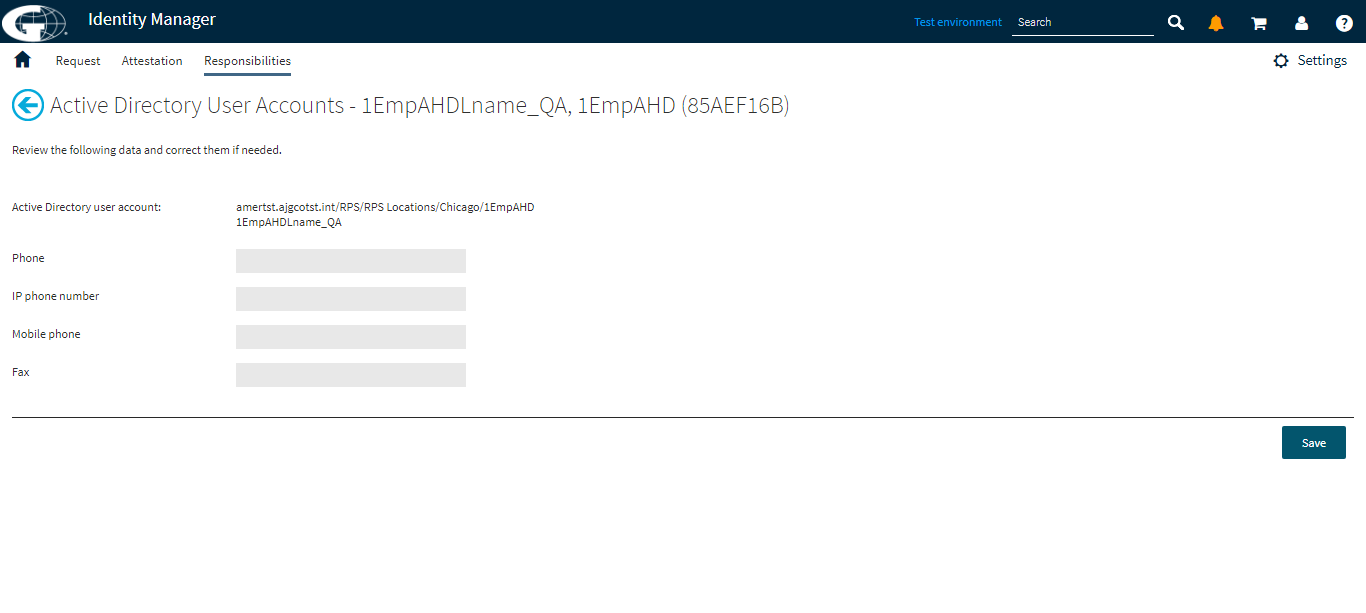 Identity Manager
Test environment
Search
Request
Attestation
Responsibilities
Settings
Active Directory User Accounts - 1EmpAHDLname_QA, 1EmpAHD (85AEF16B)
Review the following data and correct them if needed.
Active Directory user account:
amertst.ajgcotst.int/RPS/RPS Locations/Chicago/1EmpAHD
1EmpAHDLname_QA
Phone
IP phone number
Mobile phone
Fax
Save